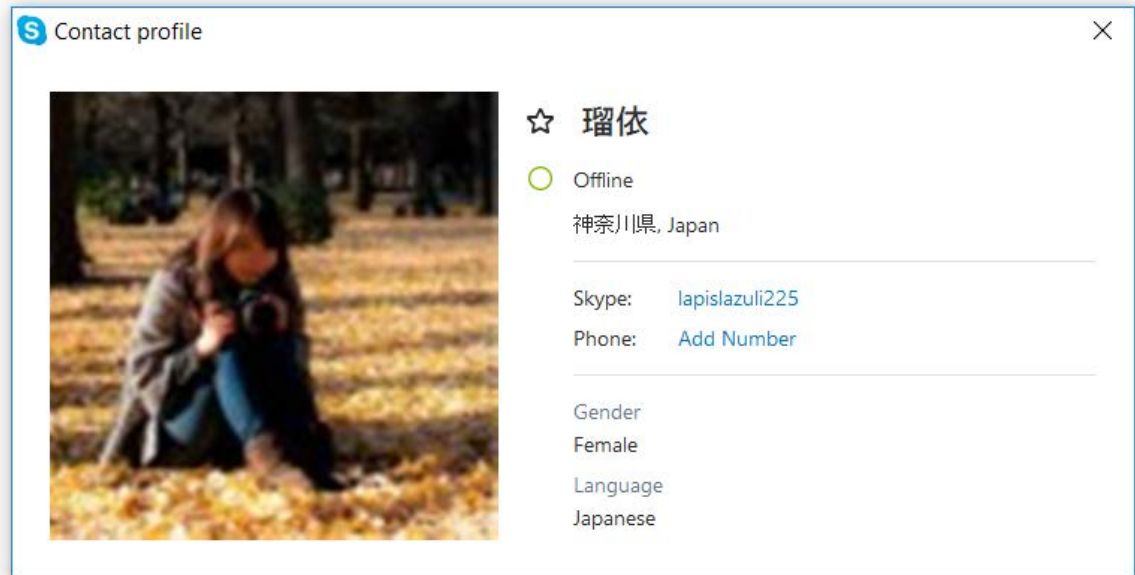 Contact profile
瑠依
Offline
神奈川県, Japan
Skype: lapislazuli225
Phone: Add Number
Gender
Female
Language
Japanese